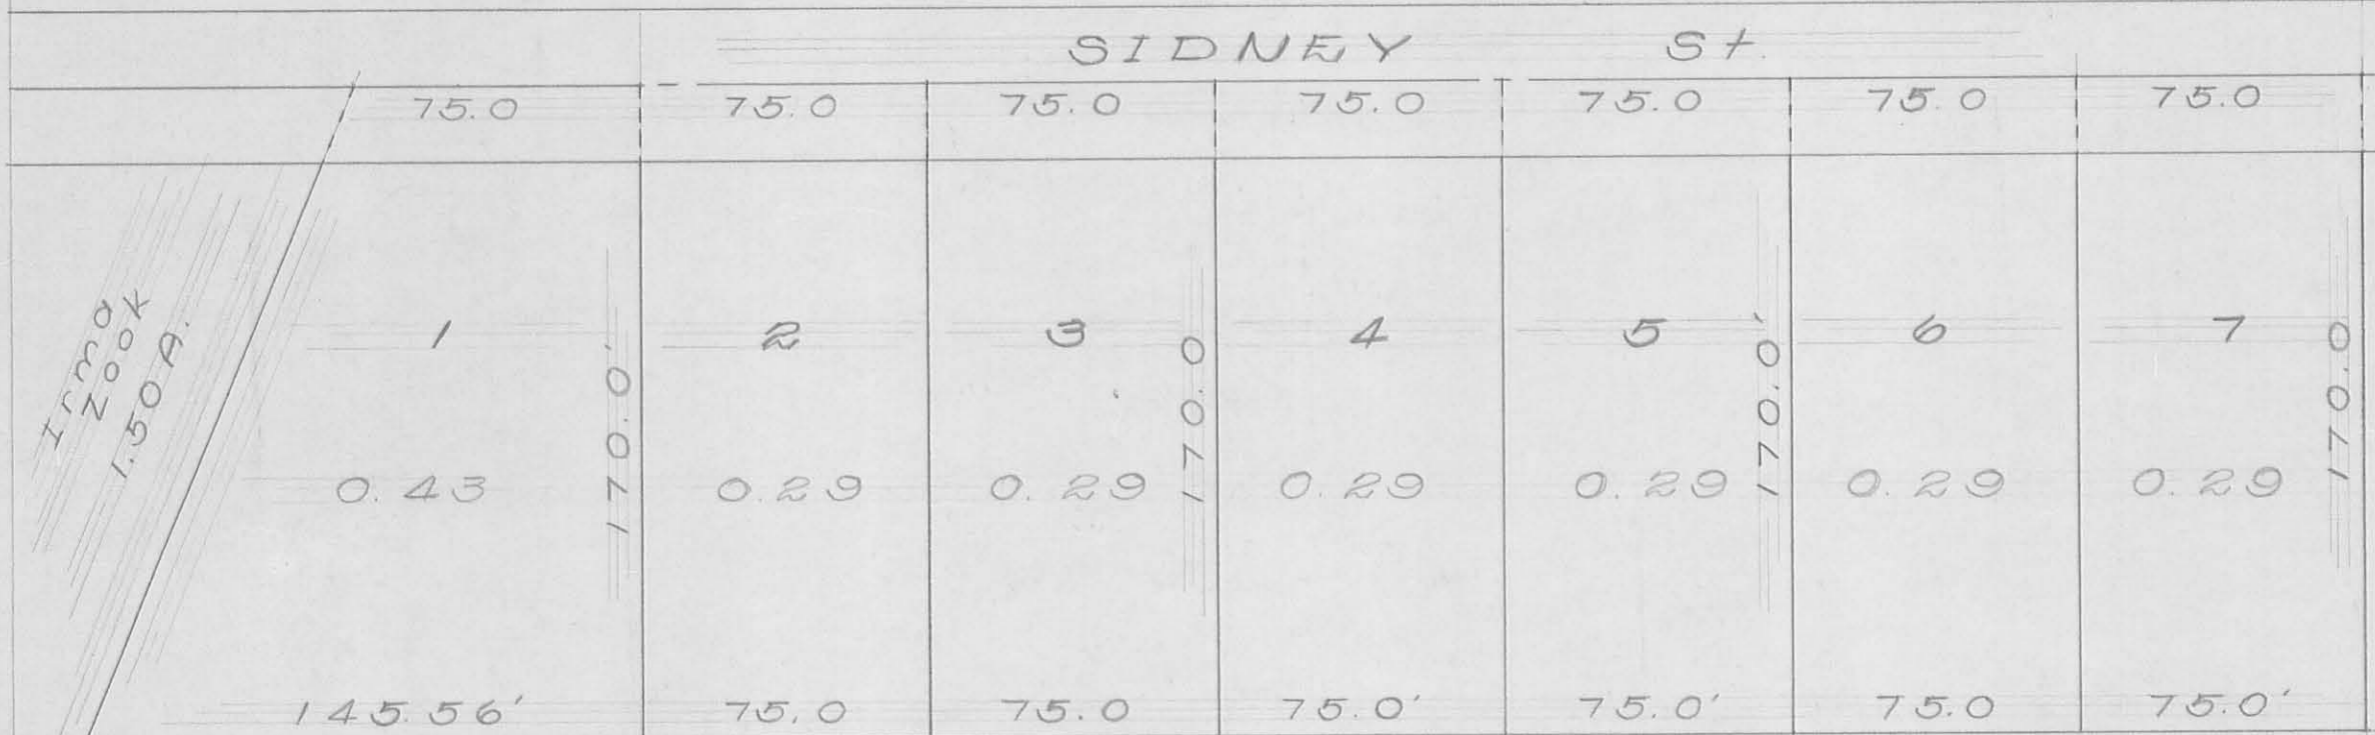 SIDNEY St.
75.0 75.0 75.0 75.0 75.0 75.0 75.0
Irma
Zook
1.50 A.
1 2 3 4 5 6 7
170.0' 170.0 170.0' 170.0
0.43 0.29 0.29 0.29 0.29 0.29 0.29
145.56' 75.0 75.0 75.0' 75.0' 75.0 75.0'